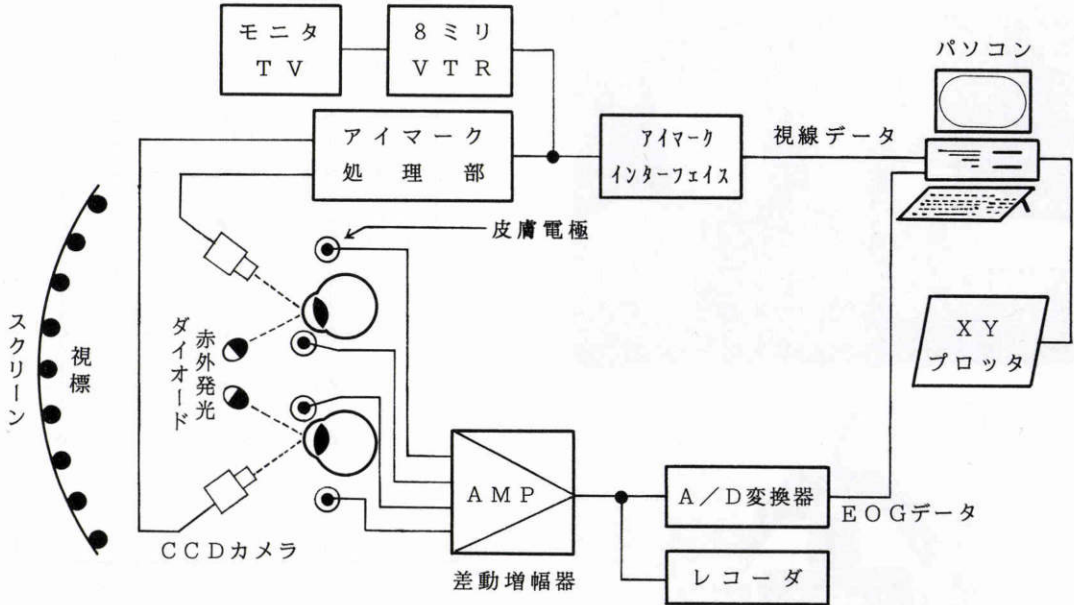 モニタ
TV
8ミリ
VTR
パソコン
アイマーク
処理部
アイマーク
インターフェイス
視線データ
皮膚電極
スクリーン
視標
赤外発光
ダイオード
XY
プロッタ
AMP
A/D変換器
EOGデータ
CCDカメラ
差動増幅器
レコーダ